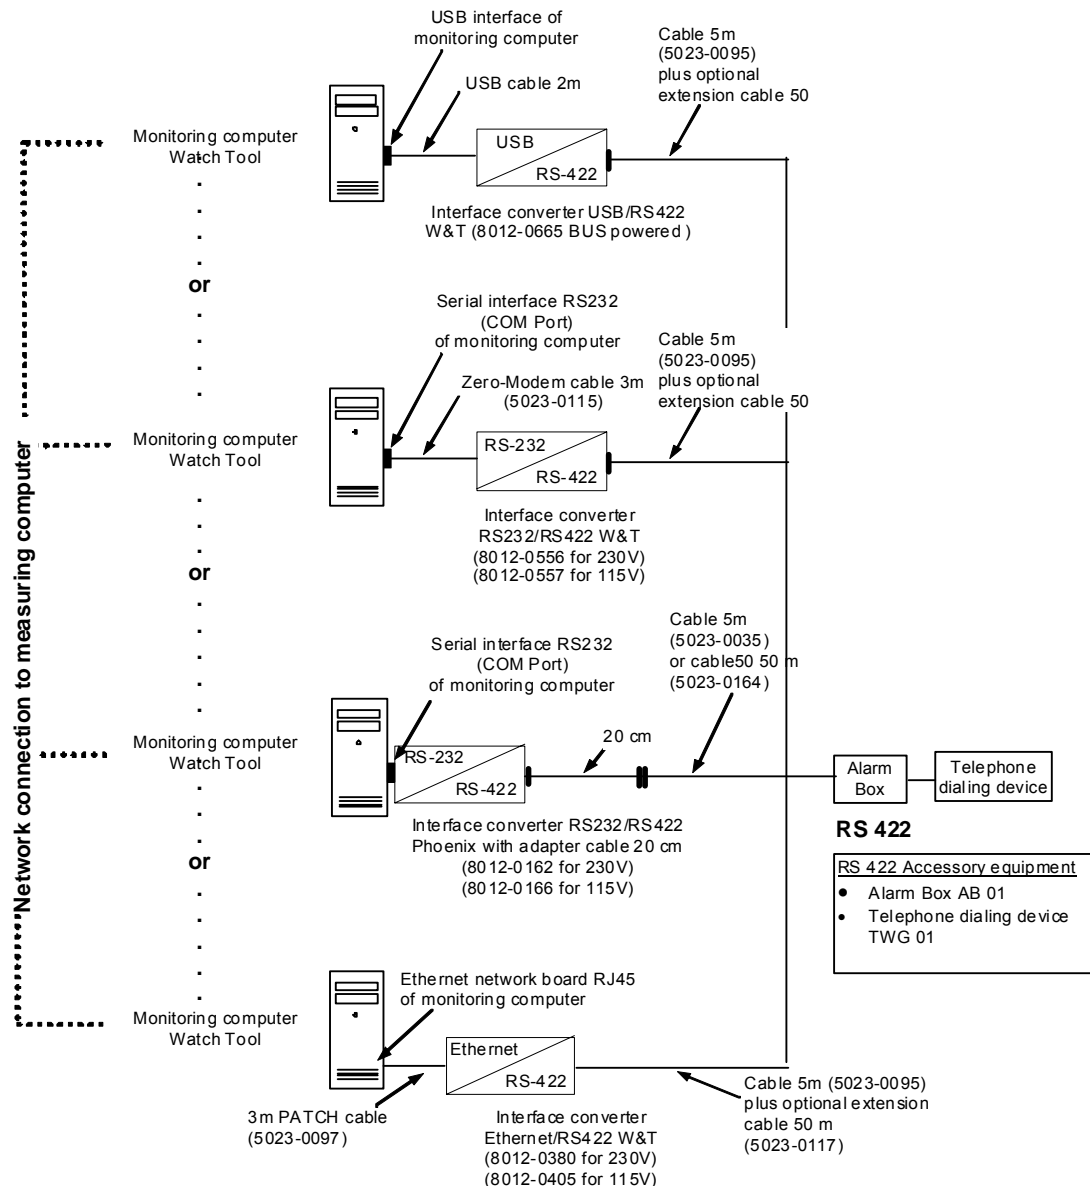 USB interface of
monitoring computer
USB cable 2m
Cable 5m
(5023-0095)
plus optional
extension cable 50
Monitoring computer
Watch Tool
USB
RS-422
Interface converter USB/RS422
W&T (8012-0665 BUS powered )
or
Serial interface RS232
(COM Port)
of monitoring computer
Zero-Modem cable 3m
(5023-0115)
Cable 5m
(5023-0095)
plus optional
extension cable 50
Monitoring computer
Watch Tool
RS-232
RS-422
Interface converter
RS232/RS422 W&T
(8012-0556 for 230V)
(8012-0557 for 115V)
Network connection to measuring computer
or
Serial interface RS232
(COM Port)
of monitoring computer
Cable 5m
(5023-0035)
or cable50 50 m
(5023-0164)
20 cm
Monitoring computer
Watch Tool
RS-232
RS-422
Alarm
Box
Telephone
dialing device
Interface converter RS232/RS422
Phoenix with adapter cable 20 cm
(8012-0162 for 230V)
(8012-0166 for 115V)
RS 422
RS 422 Accessory equipment
• Alarm Box AB 01
• Telephone dialing device
TWG 01
or
Ethernet network board RJ45
of monitoring computer
Monitoring computer
Watch Tool
Ethernet
RS-422
3m PATCH cable
(5023-0097)
Interface converter
Ethernet/RS422 W&T
(8012-0380 for 230V)
(8012-0405 for 115V)
Cable 5m (5023-0095)
plus optional extension
cable 50 m
(5023-0117)